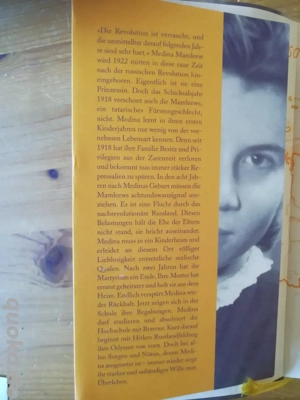 »Die Revolution ist verrauscht, und
die unmittelbar darauf folgenden Jah-
re sind sehr hart.« Medina Mamleew
wird 1922 mitten in diese raue Zeit
nach der russischen Revolution hin-
eingeboren. Eigentlich ist sie eine
Prinzessin. Doch das Schicksalsjahr
1918 verschont auch die Mamleews,
ein tatarisches Fürstengeschlecht,
nicht. Medina lernt in ihren ersten
Kinderjahren nur wenig von der vor-
nehmen Lebensart kennen. Denn seit
1918 hat ihre Familie Besitz und Pri-
vilegien aus der Zarenzeit verloren
und bekommt nun immer stärker Re-
pressalien zu spüren. In den acht Jah-
ren nach Medinas Geburt müssen die
Mamleews achtundzwanzigmal um-
ziehen. Es ist eine Flucht durch das
nachrevolutionäre Russland. Diesen
Belastungen hält die Ehe der Eltern
nicht stand, sie bricht auseinander.
Medina muss in ein Kinderheim und
erleidet an diesem Ort eisiger
Lieblosigkeit entsetzliche seelische
Qualen. Nach zwei Jahren hat das
Martyrium ein Ende. Ihre Mutter hat
erneut geheiratet und holt sie aus dem
Heim. Endlich verspürt Medina wie-
der Rückhalt. Jetzt zeigen sich in der
Schule ihre Begabungen. Medina
darf studieren und absolviert die
Hochschule mit Bravour. Kurz darauf
beginnt mit Hitlers Russlandfeldzug
ihre Odyssee von vorn. Doch bei al-
len Sorgen und Nöten, denen Medi-
na ausgesetzt ist – immer wieder siegt
ihr starker und unbändiger Wille zum
Überleben.